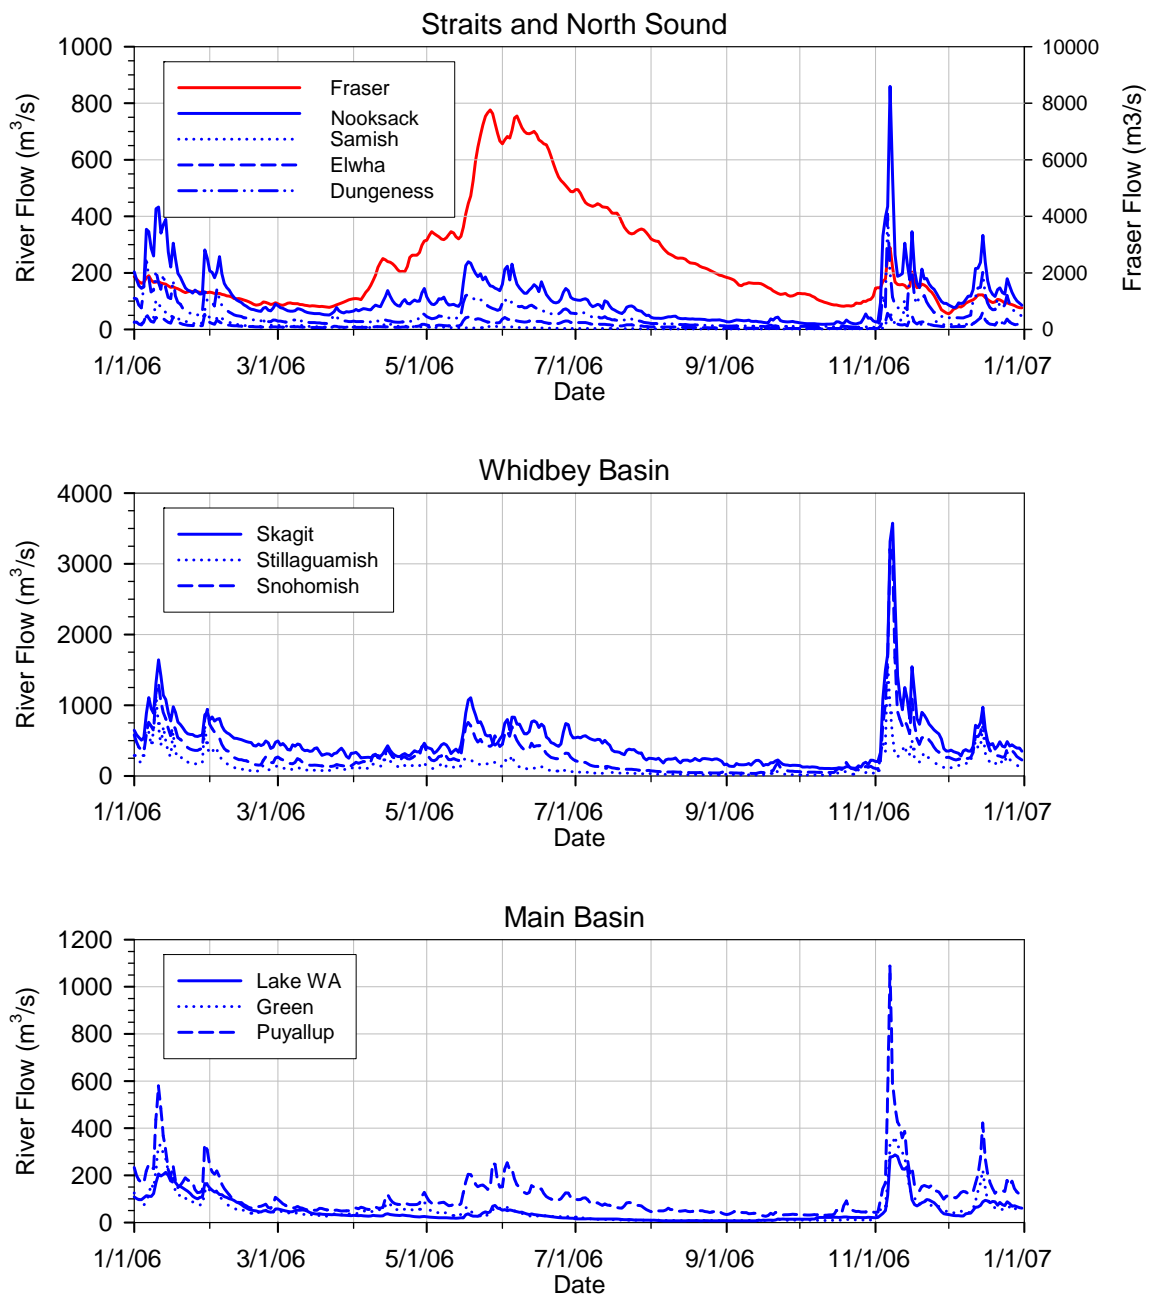 Straits and North Sound
1000
800
600
400
200
0
River Flow (m³/s)
10000
8000
6000
4000
2000
0
Fraser Flow (m3/s)
Fraser
Nooksack
Samish
Elwha
Dungeness
1/1/06 3/1/06 5/1/06 7/1/06 9/1/06 11/1/06 1/1/07
Date
Whidbey Basin
4000
3000
2000
1000
0
River Flow (m³/s)
Skagit
Stillaguamish
Snohomish
1/1/06 3/1/06 5/1/06 7/1/06 9/1/06 11/1/06 1/1/07
Date
Main Basin
1200
1000
800
600
400
200
0
River Flow (m³/s)
Lake WA
Green
Puyallup
1/1/06 3/1/06 5/1/06 7/1/06 9/1/06 11/1/06 1/1/07
Date